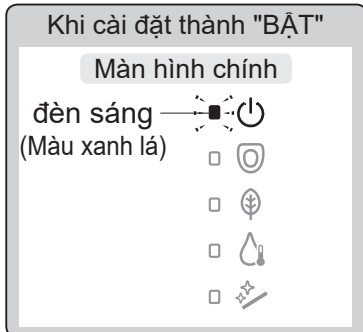 Khi cài đặt thành "BẬT"
Màn hình chính
đèn sáng
(Màu xanh lá)